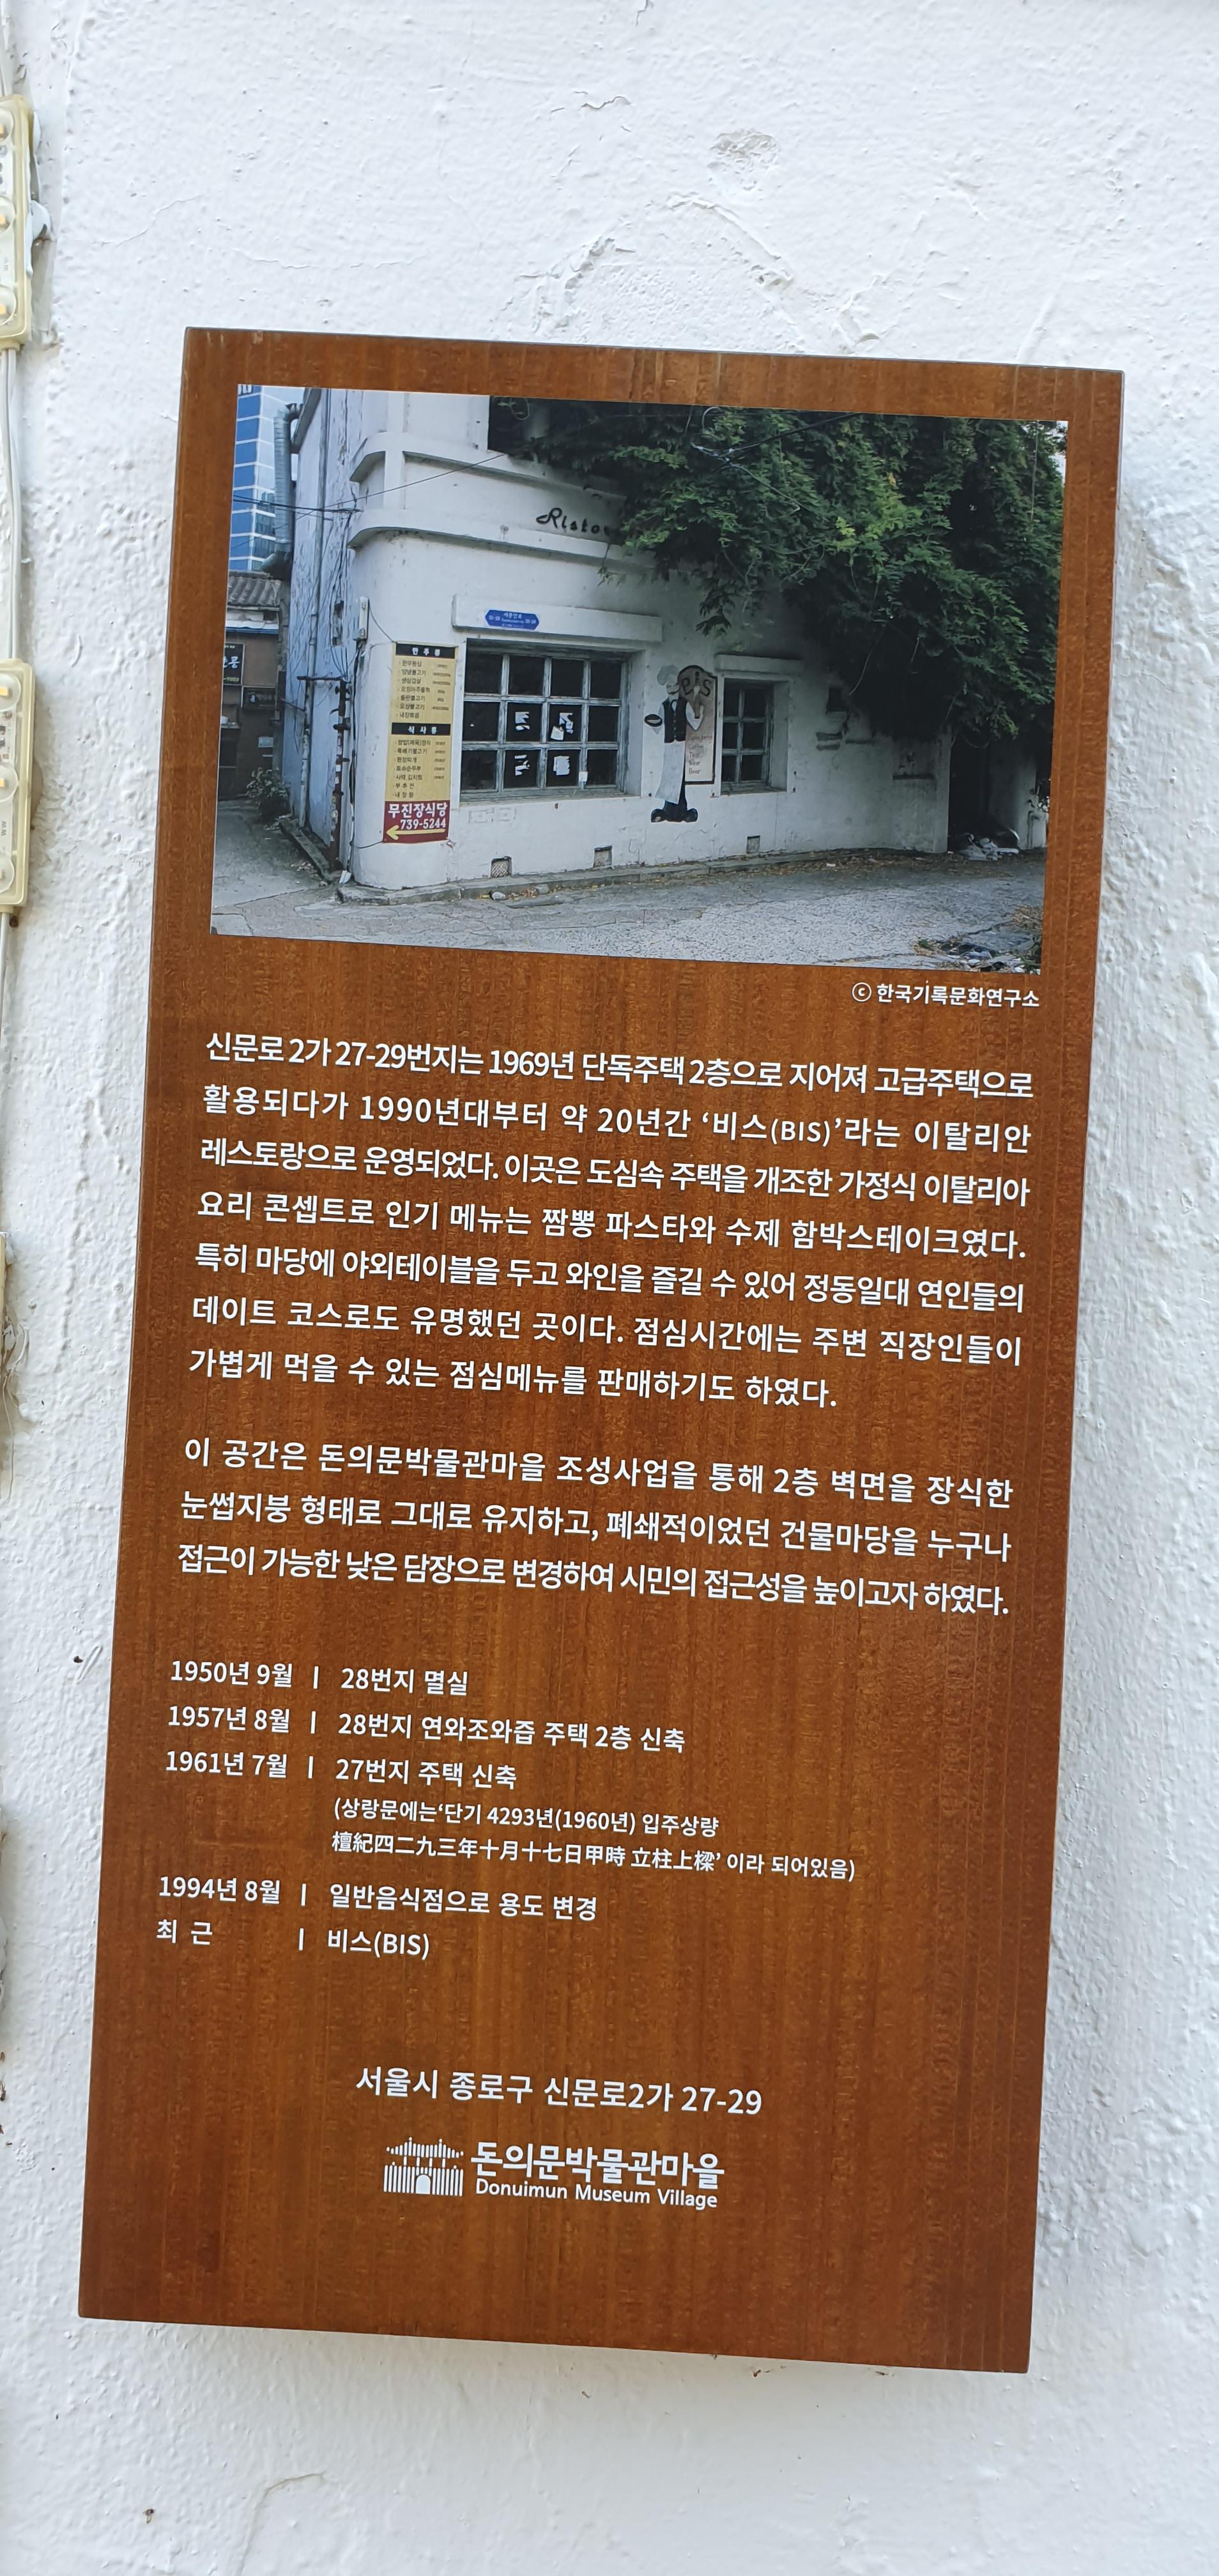 Risto
BIS
안주류
식사류
무진장식당
739-5244
ⓒ 한국기록문화연구소
신문로 2가 27-29번지는 1969년 단독주택 2층으로 지어져 고급주택으로
활용되다가 1990년대부터 약 20년간 ‘비스(BIS)’라는 이탈리안
레스토랑으로 운영되었다. 이곳은 도심속 주택을 개조한 가정식 이탈리아
요리 콘셉트로 인기 메뉴는 짬뽕 파스타와 수제 함박스테이크였다.
특히 마당에 야외테이블을 두고 와인을 즐길 수 있어 정동일대 연인들의
데이트 코스로도 유명했던 곳이다. 점심시간에는 주변 직장인들이
가볍게 먹을 수 있는 점심메뉴를 판매하기도 하였다.
이 공간은 돈의문박물관마을 조성사업을 통해 2층 벽면을 장식한
눈썹지붕 형태로 그대로 유지하고, 폐쇄적이었던 건물마당을 누구나
접근이 가능한 낮은 담장으로 변경하여 시민의 접근성을 높이고자 하였다.
1950년 9월 | 28번지 멸실
1957년 8월 | 28번지 연와조와즙 주택 2층 신축
1961년 7월 | 27번지 주택 신축
(상랑문에는‘단기 4293년(1960년) 입주상량
檀紀四二九三年十月十七日甲時 立柱上樑’ 이라 되어있음)
1994년 8월 | 일반음식점으로 용도 변경
최 근 | 비스(BIS)
서울시 종로구 신문로2가 27-29
돈의문박물관마을
Donuimun Museum Village